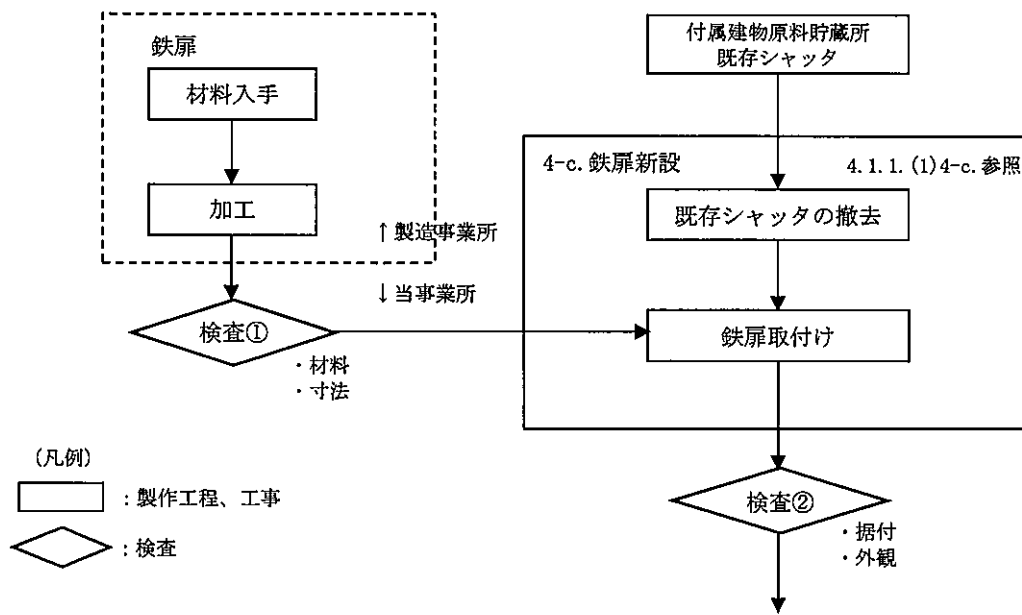 鉄扉
材料入手
加工
↑製造事業所
↓当事業所
検査①
・材料
・寸法
付属建物原料貯蔵所
既存シャッタ
4-c. 鉄扉新設
4.1.1.(1)4-c.参照
既存シャッタの撤去
鉄扉取付け
検査②
・据付
・外観
(凡例)
：製作工程、工事
：検査